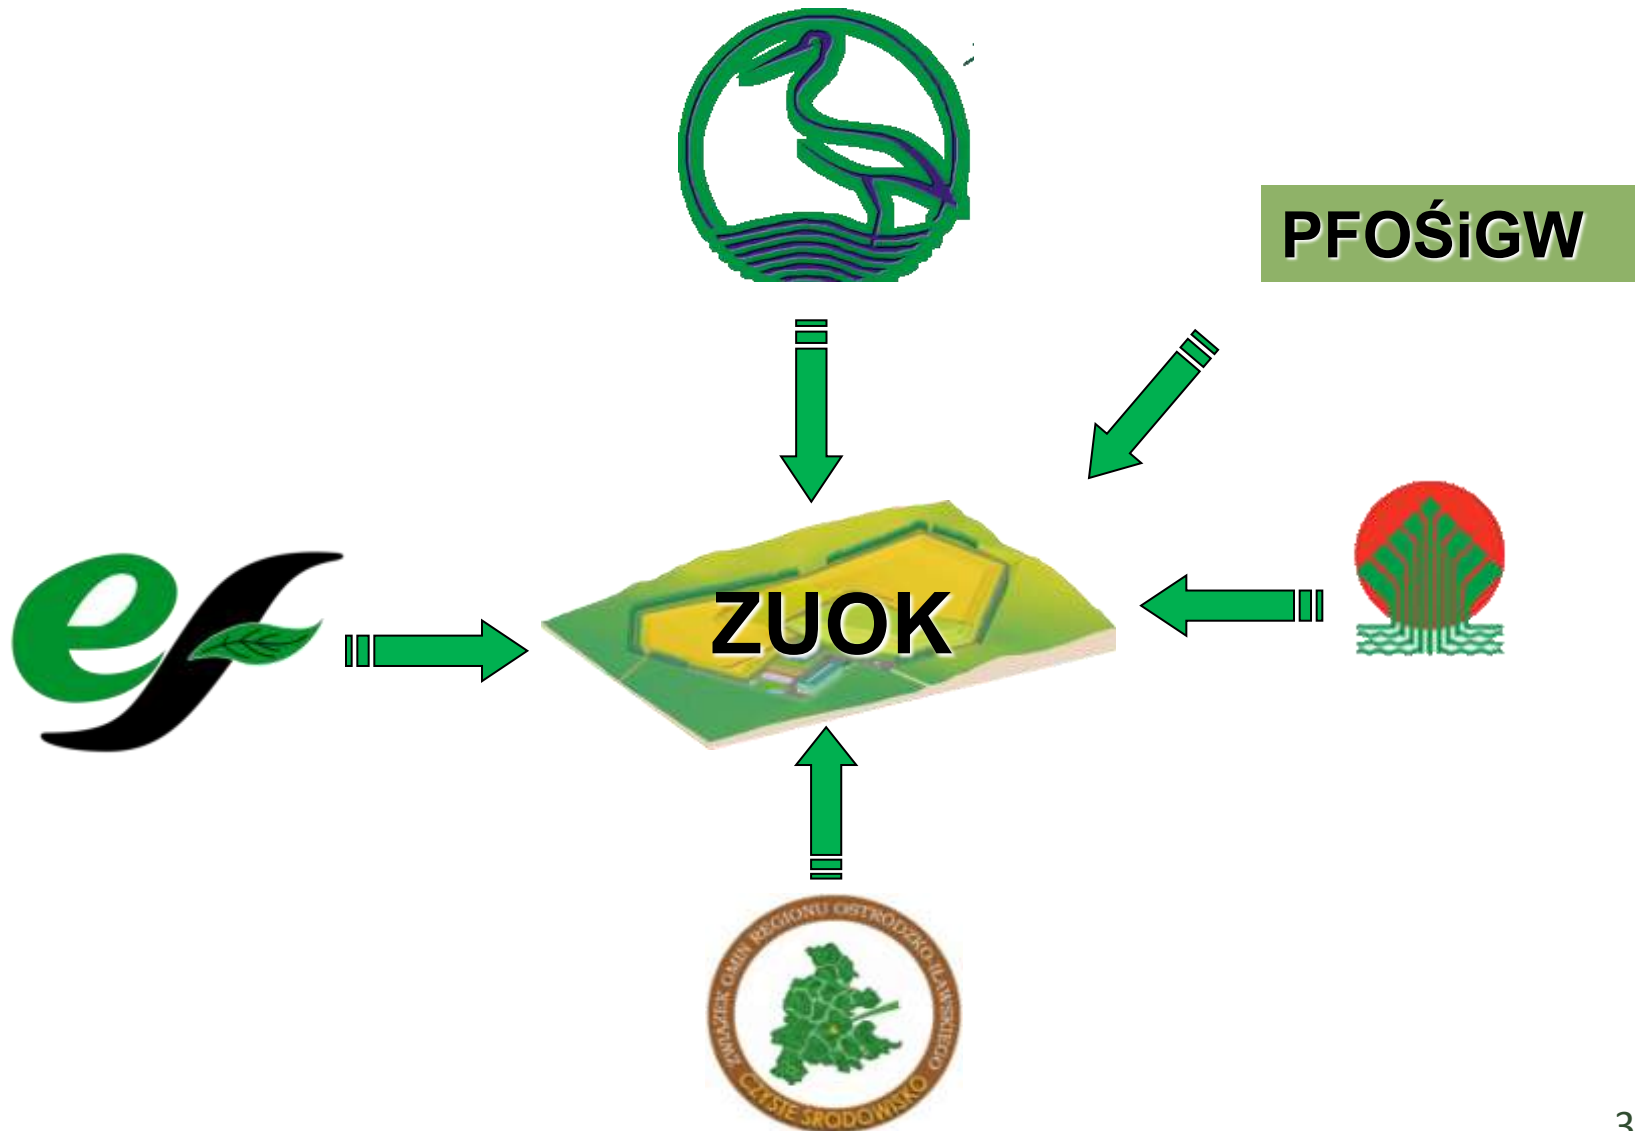 PFOŚiGW
ZUOK
ZWIĄZEK GMIN REGIONU OSTRÓDZKO-IŁAWSKIEGO
CZYSTE ŚRODOWISKO
3